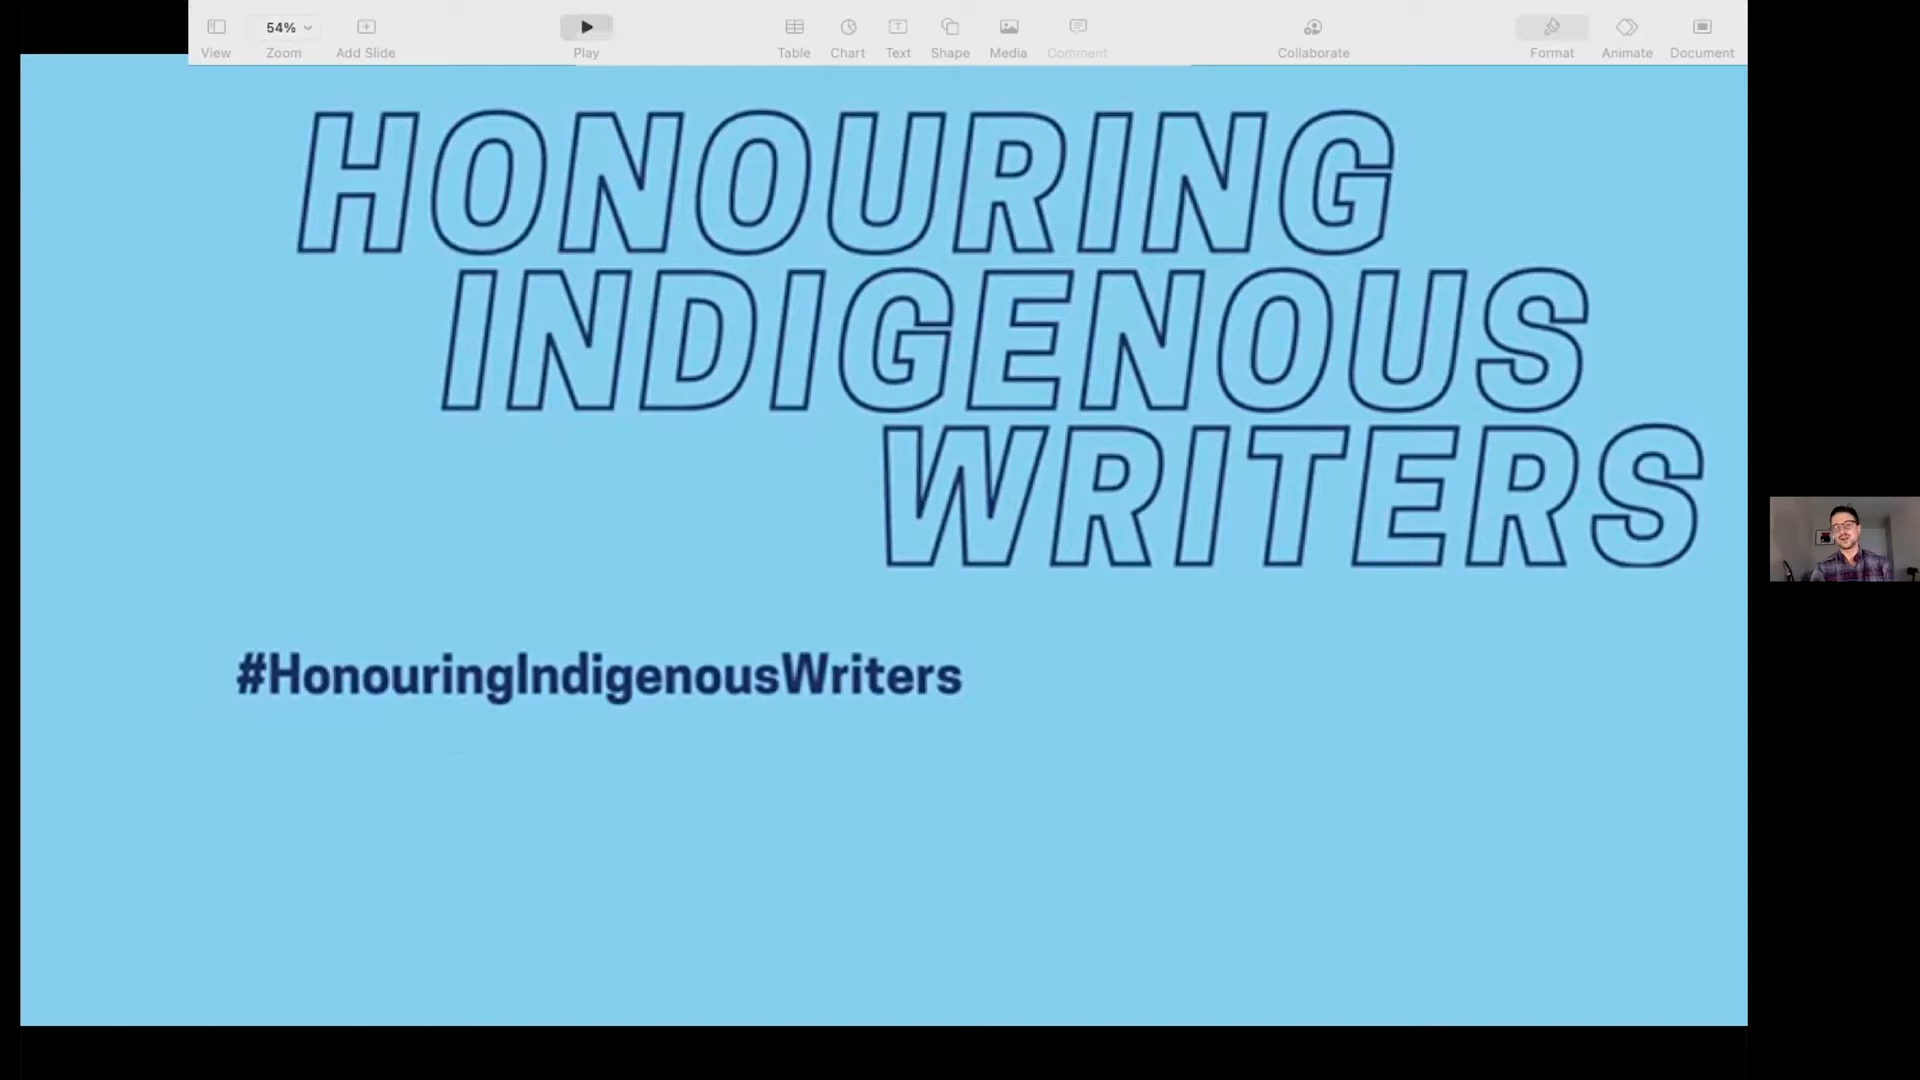 54%
View
Zoom
Add Slide
Play
Table
Chart
Text
Shape
Media
Comment
Collaborate
Format
Animate
Document
HONOURING
INDIGENOUS
WRITERS
#HonouringIndigenousWriters